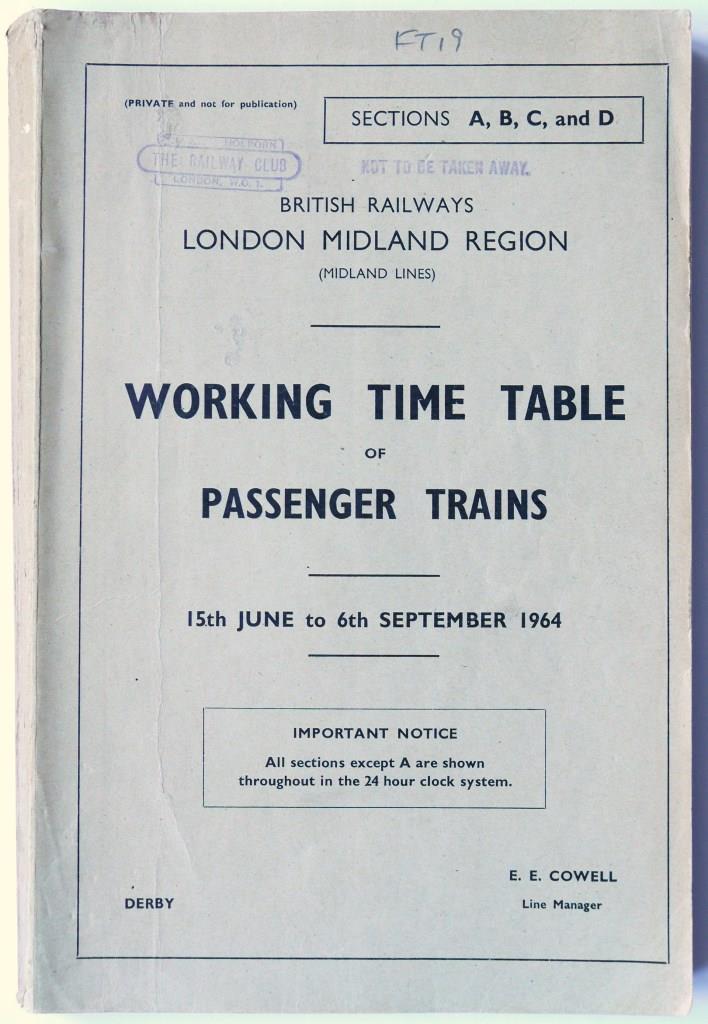 KT19
(PRIVATE and not for publication)
SECTIONS A, B, C, and D
HOLBORN
THE RAILWAY CLUB
LONDON, W.C. 1.
NOT TO BE TAKEN AWAY.
BRITISH RAILWAYS
LONDON MIDLAND REGION
(MIDLAND LINES)
WORKING TIME TABLE
OF
PASSENGER TRAINS
15th JUNE to 6th SEPTEMBER 1964
IMPORTANT NOTICE
All sections except A are shown
throughout in the 24 hour clock system.
E. E. COWELL
DERBY
Line Manager